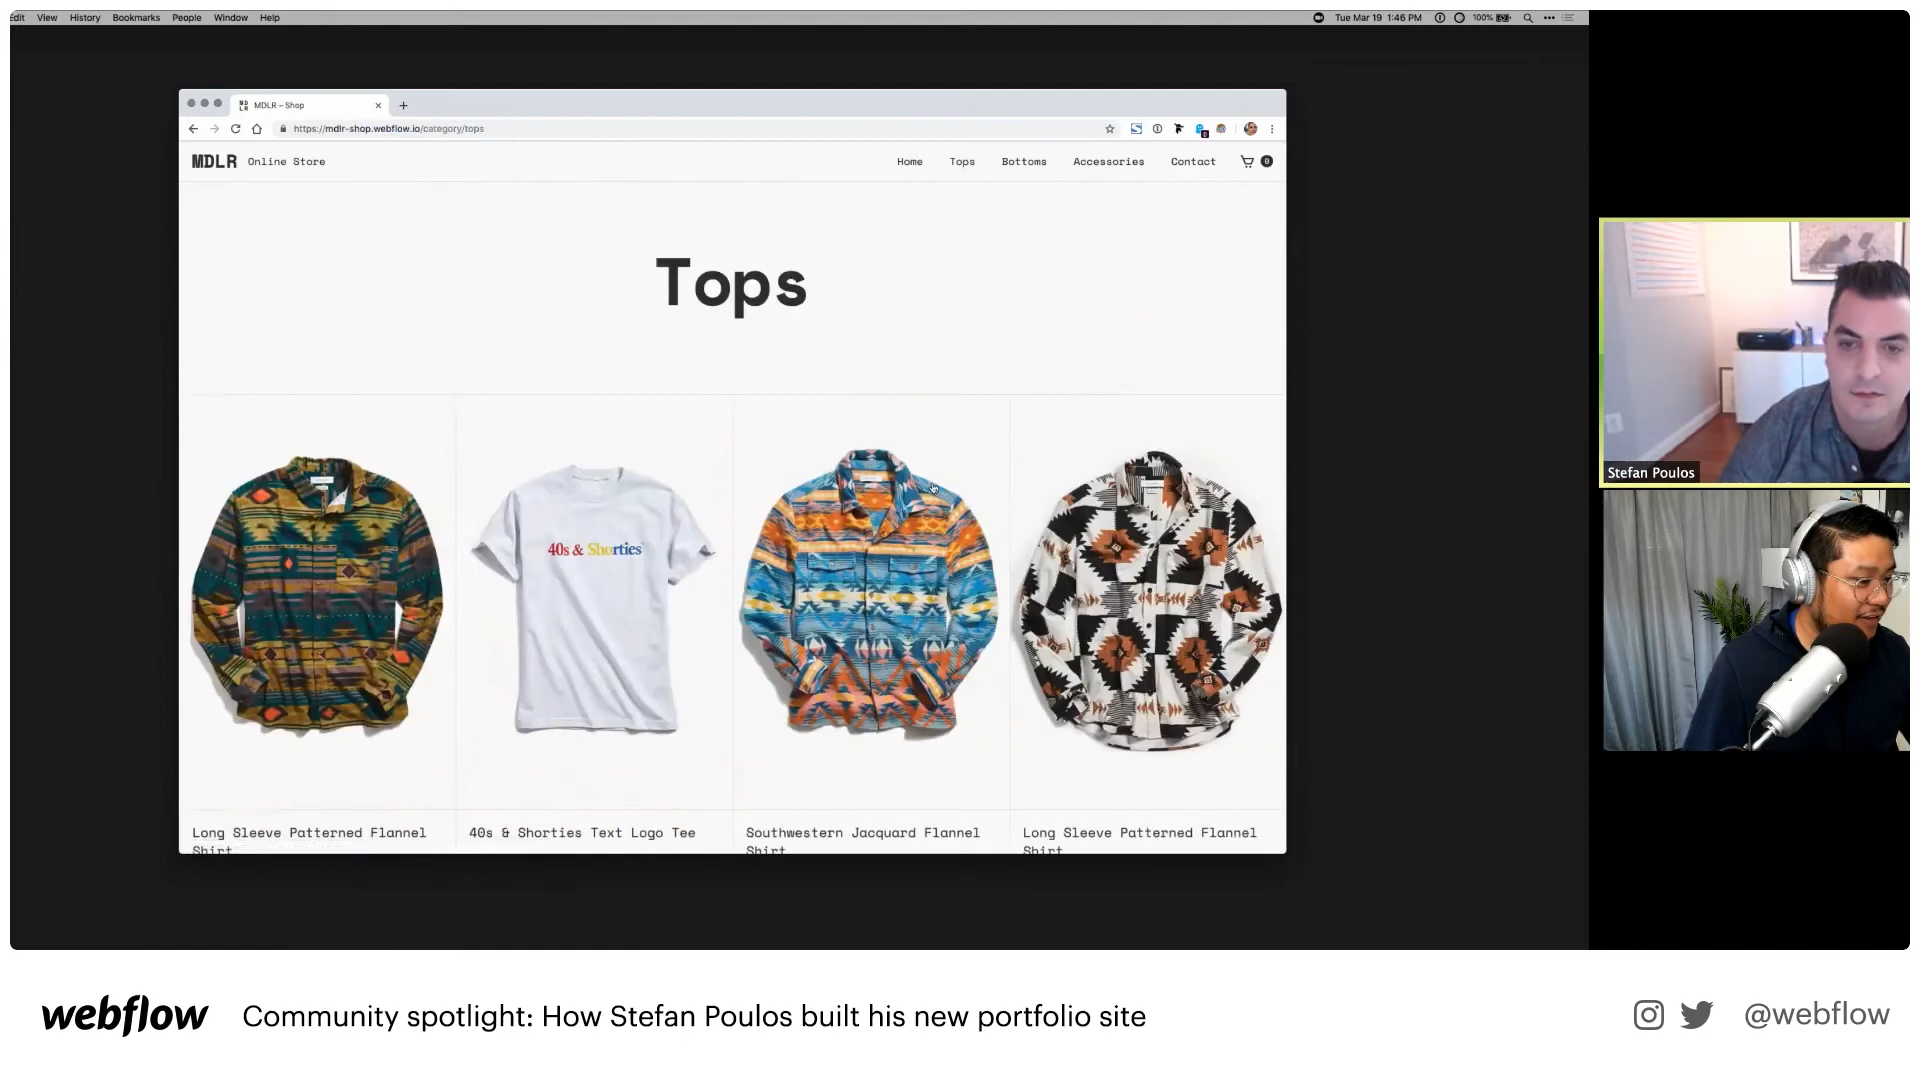 Edit View History Bookmarks People Window Help
Tue Mar 19 1:46 PM 100%
MDLR – Shop
https://mdlr-shop.webflow.io/category/tops
MDLR Online Store Home Tops Bottoms Accessories Contact 0
Tops
40s & Shorties
Long Sleeve Patterned Flannel
Shirt
40s & Shorties Text Logo Tee
Southwestern Jacquard Flannel
Shirt
Long Sleeve Patterned Flannel
Shirt
Stefan Poulos
webflow Community spotlight: How Stefan Poulos built his new portfolio site @webflow